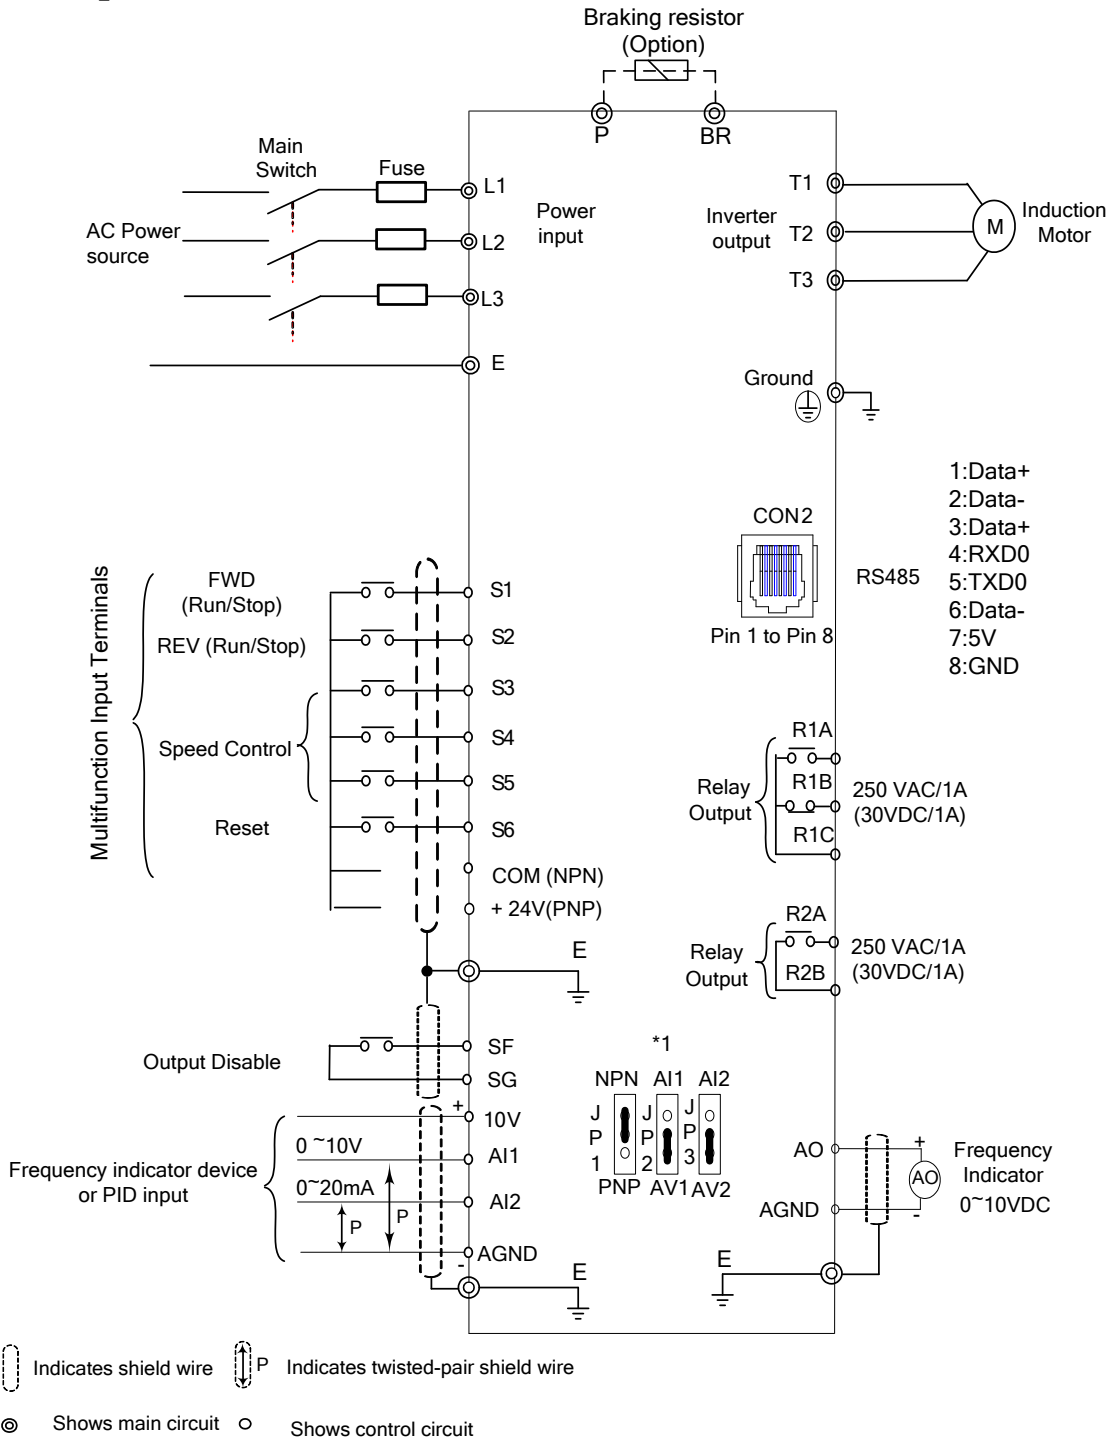 Braking resistor
(Option)
P
BR
Main
Switch
Fuse
L1
AC Power
source
L2
L3
E
Power
input
Inverter
output
T1
T2
T3
M
Induction
Motor
Ground
CON2
RS485
Pin 1 to Pin 8
1:Data+
2:Data-
3:Data+
4:RXD0
5:TXD0
6:Data-
7:5V
8:GND
Multifunction Input Terminals
FWD
(Run/Stop)
REV (Run/Stop)
Speed Control
Reset
S1
S2
S3
S4
S5
S6
COM (NPN)
+ 24V(PNP)
E
R1A
R1B
R1C
Relay
Output
250 VAC/1A
(30VDC/1A)
R2A
R2B
Relay
Output
250 VAC/1A
(30VDC/1A)
Output Disable
SF
SG
*1
NPN AI1 AI2
JP1
JP2
JP3
PNP AV1 AV2
Frequency indicator device
or PID input
+
10V
0 ~10V
AI1
0~20mA
AI2
P
P
AGND
-
E
AO
AGND
+
AO
-
Frequency
Indicator
0~10VDC
E
Indicates shield wire
P
Indicates twisted-pair shield wire
Shows main circuit
Shows control circuit